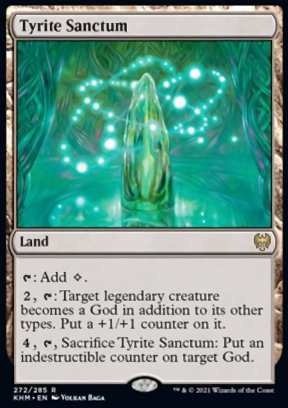 Tyrite Sanctum
Land
: Add .
2, : Target legendary creature
becomes a God in addition to its other
types. Put a +1/+1 counter on it.
4, , Sacrifice Tyrite Sanctum: Put an
indestructible counter on target God.
272/285 R
KHM • EN VOLKAN BAGA
™ & © 2021 Wizards of the Coast